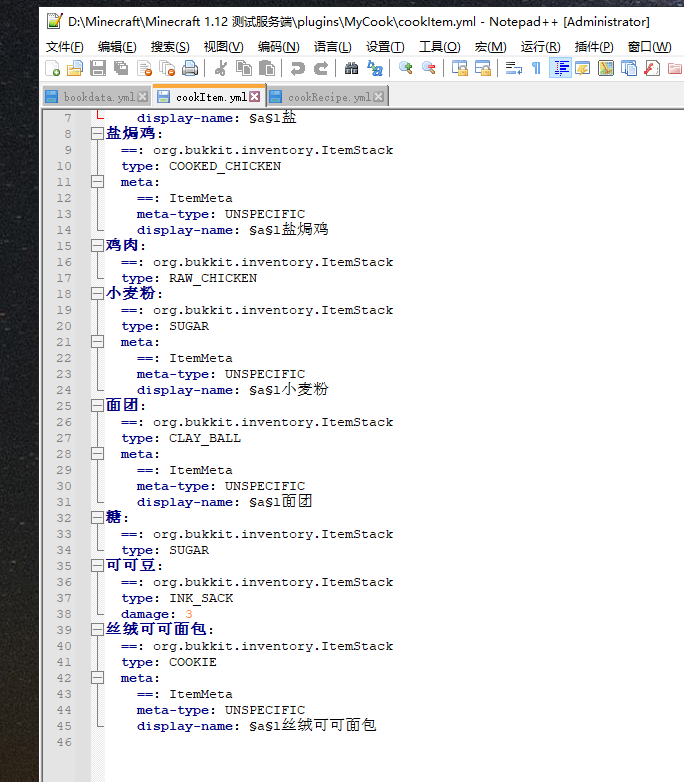 D:\Minecraft\Minecraft 1.12 测试服务端\plugins\MyCook\cookItem.yml - Notepad++ [Administrator]
文件(F) 编辑(E) 搜索(S) 视图(V) 编码(N) 语言(L) 设置(T) 工具(O) 宏(M) 运行(R) 插件(P) 窗口(W)
bookdata.yml cookItem.yml cookRecipe.yml
7 display-name: §a§l盐
8 盐焗鸡:
9 ==: org.bukkit.inventory.ItemStack
10 type: COOKED_CHICKEN
11 meta:
12 ==: ItemMeta
13 meta-type: UNSPECIFIC
14 display-name: §a§l盐焗鸡
15 鸡肉:
16 ==: org.bukkit.inventory.ItemStack
17 type: RAW_CHICKEN
18 小麦粉:
19 ==: org.bukkit.inventory.ItemStack
20 type: SUGAR
21 meta:
22 ==: ItemMeta
23 meta-type: UNSPECIFIC
24 display-name: §a§l小麦粉
25 面团:
26 ==: org.bukkit.inventory.ItemStack
27 type: CLAY_BALL
28 meta:
29 ==: ItemMeta
30 meta-type: UNSPECIFIC
31 display-name: §a§l面团
32 糖:
33 ==: org.bukkit.inventory.ItemStack
34 type: SUGAR
35 可可豆:
36 ==: org.bukkit.inventory.ItemStack
37 type: INK_SACK
38 damage: 3
39 丝绒可可面包:
40 ==: org.bukkit.inventory.ItemStack
41 type: COOKIE
42 meta:
43 ==: ItemMeta
44 meta-type: UNSPECIFIC
45 display-name: §a§l丝绒可可面包
46